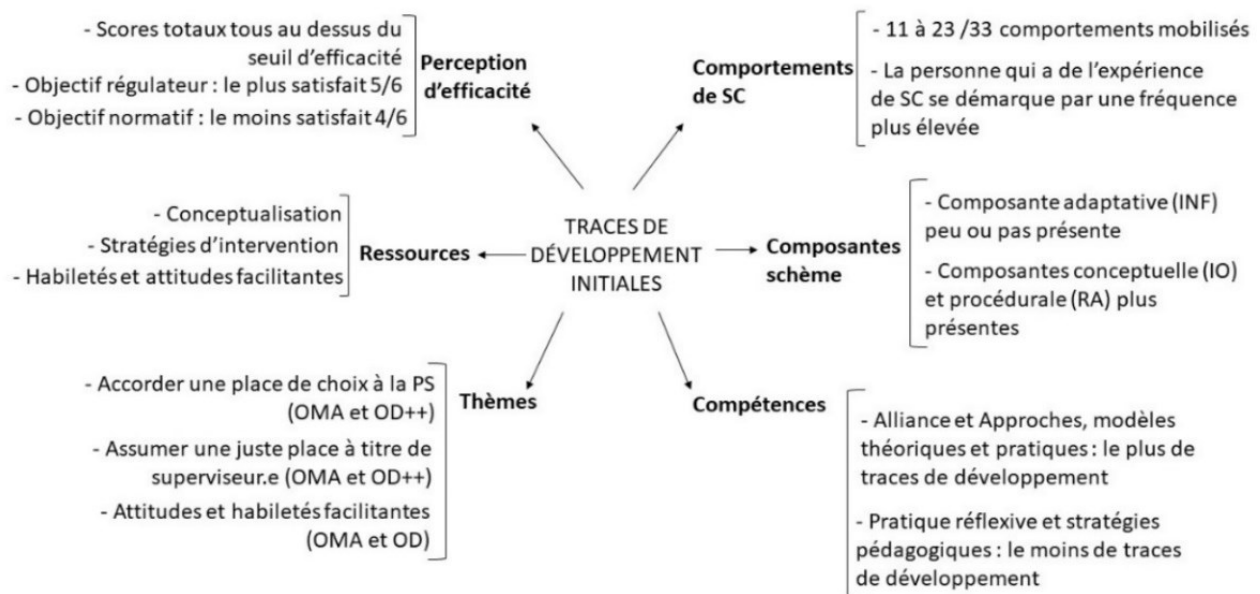 - Scores totaux tous au dessus du
seuil d'efficacité
- Objectif régulateur : le plus satisfait 5/6
- Objectif normatif : le moins satisfait 4/6
Perception
d'efficacité
Comportements
de SC
- 11 à 23 /33 comportements mobilisés
- La personne qui a de l'expérience
de SC se démarque par une fréquence
plus élevée
- Conceptualisation
- Stratégies d'intervention
- Habiletés et attitudes facilitantes
Ressources
TRACES DE
DÉVELOPPEMENT
INITIALES
Composantes
schème
- Composante adaptative (INF)
peu ou pas présente
- Composantes conceptuelle (IO)
et procédurale (RA) plus
présentes
- Accorder une place de choix à la PS
(OMA et OD++)
- Assumer une juste place à titre de
superviseur.e (OMA et OD++)
- Attitudes et habiletés facilitantes
(OMA et OD)
Thèmes
Compétences
- Alliance et Approches, modèles
théoriques et pratiques : le plus de
traces de développement
- Pratique réflexive et stratégies
pédagogiques : le moins de traces
de développement